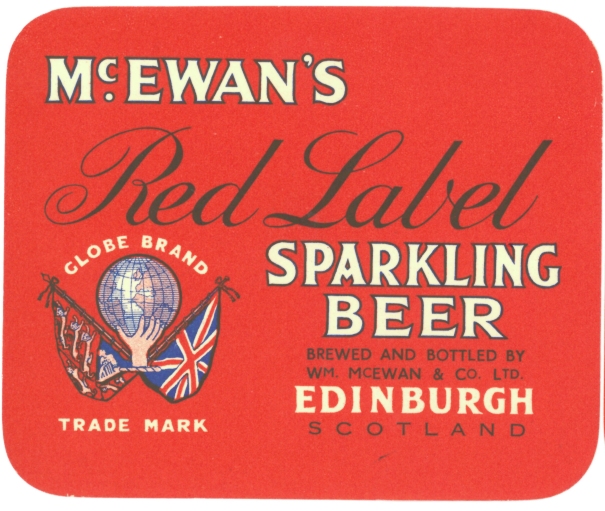 McEWAN'S
Red Label
GLOBE BRAND
TRADE MARK
SPARKLING
BEER
BREWED AND BOTTLED BY
WM. McEWAN & Co. LTD.
EDINBURGH
SCOTLAND